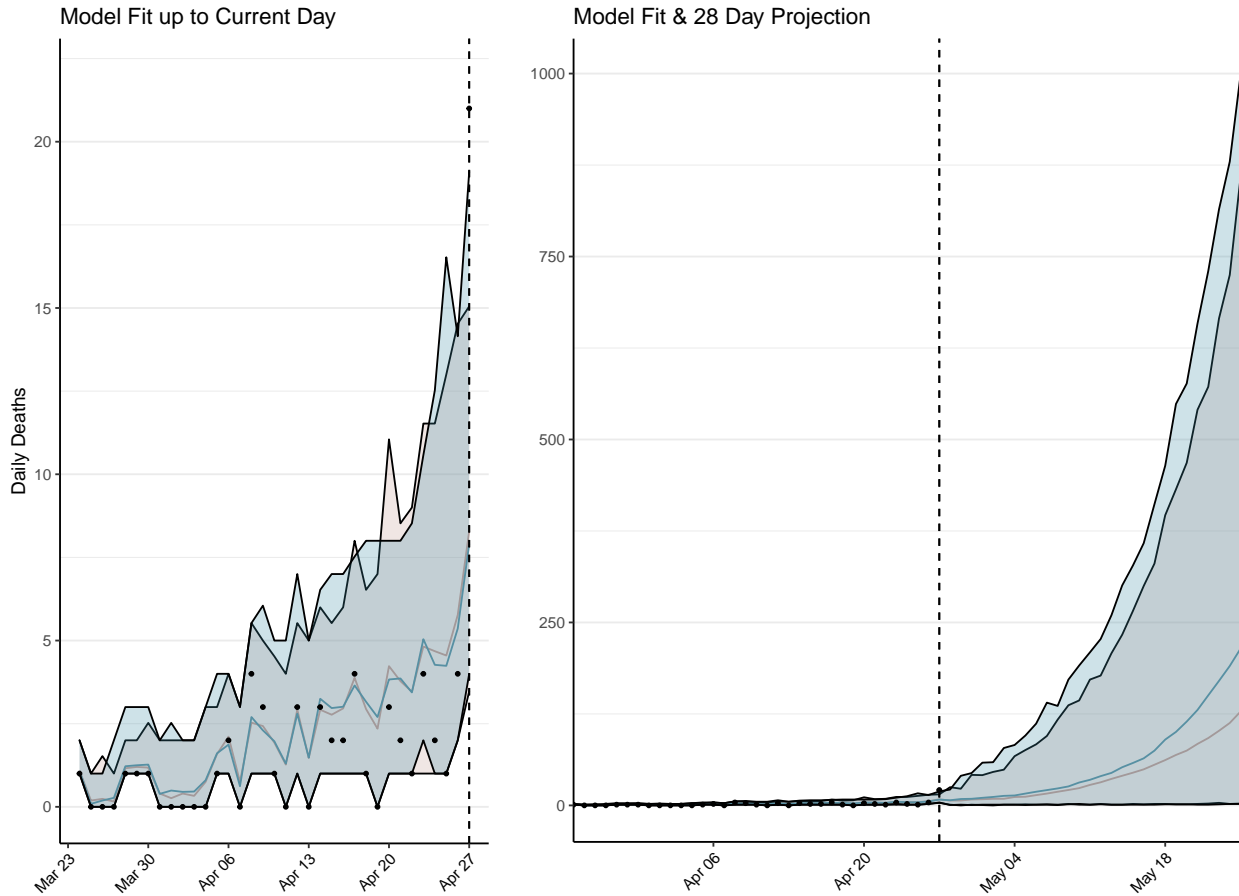 Model Fit up to Current Day
Daily Deaths
20
15
10
5
0
Mar 23
Mar 30
Apr 06
Apr 13
Apr 20
Apr 27
Model Fit & 28 Day Projection
1000
750
500
250
0
Apr 06
Apr 20
May 04
May 18